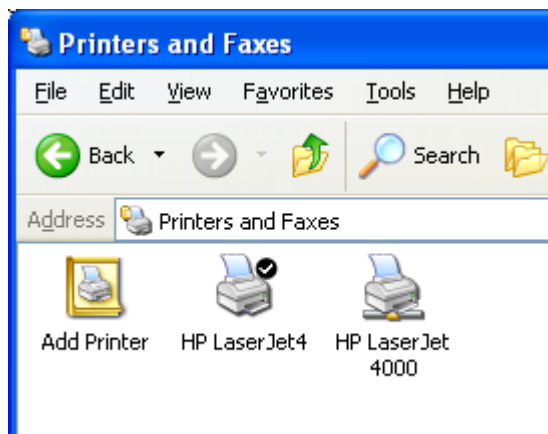 Printers and Faxes
File Edit View Favorites Tools Help
Back Search
Address Printers and Faxes
Add Printer HP LaserJet4 HP LaserJet
4000